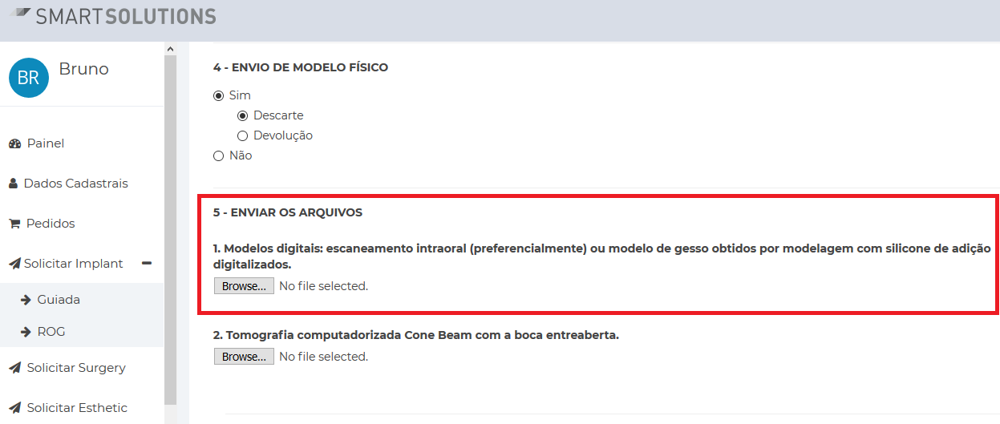 SMARTSOLUTIONS
BR
Bruno
Painel
Dados Cadastrais
Pedidos
Solicitar Implant
Guiada
ROG
Solicitar Surgery
Solicitar Esthetic
4 - ENVIO DE MODELO FÍSICO
Sim
Descarte
Devolução
Não
5 - ENVIAR OS ARQUIVOS
1. Modelos digitais: escaneamento intraoral (preferencialmente) ou modelo de gesso obtidos por modelagem com silicone de adição
digitalizados.
Browse... No file selected.
2. Tomografia computadorizada Cone Beam com a boca entreaberta.
Browse... No file selected.